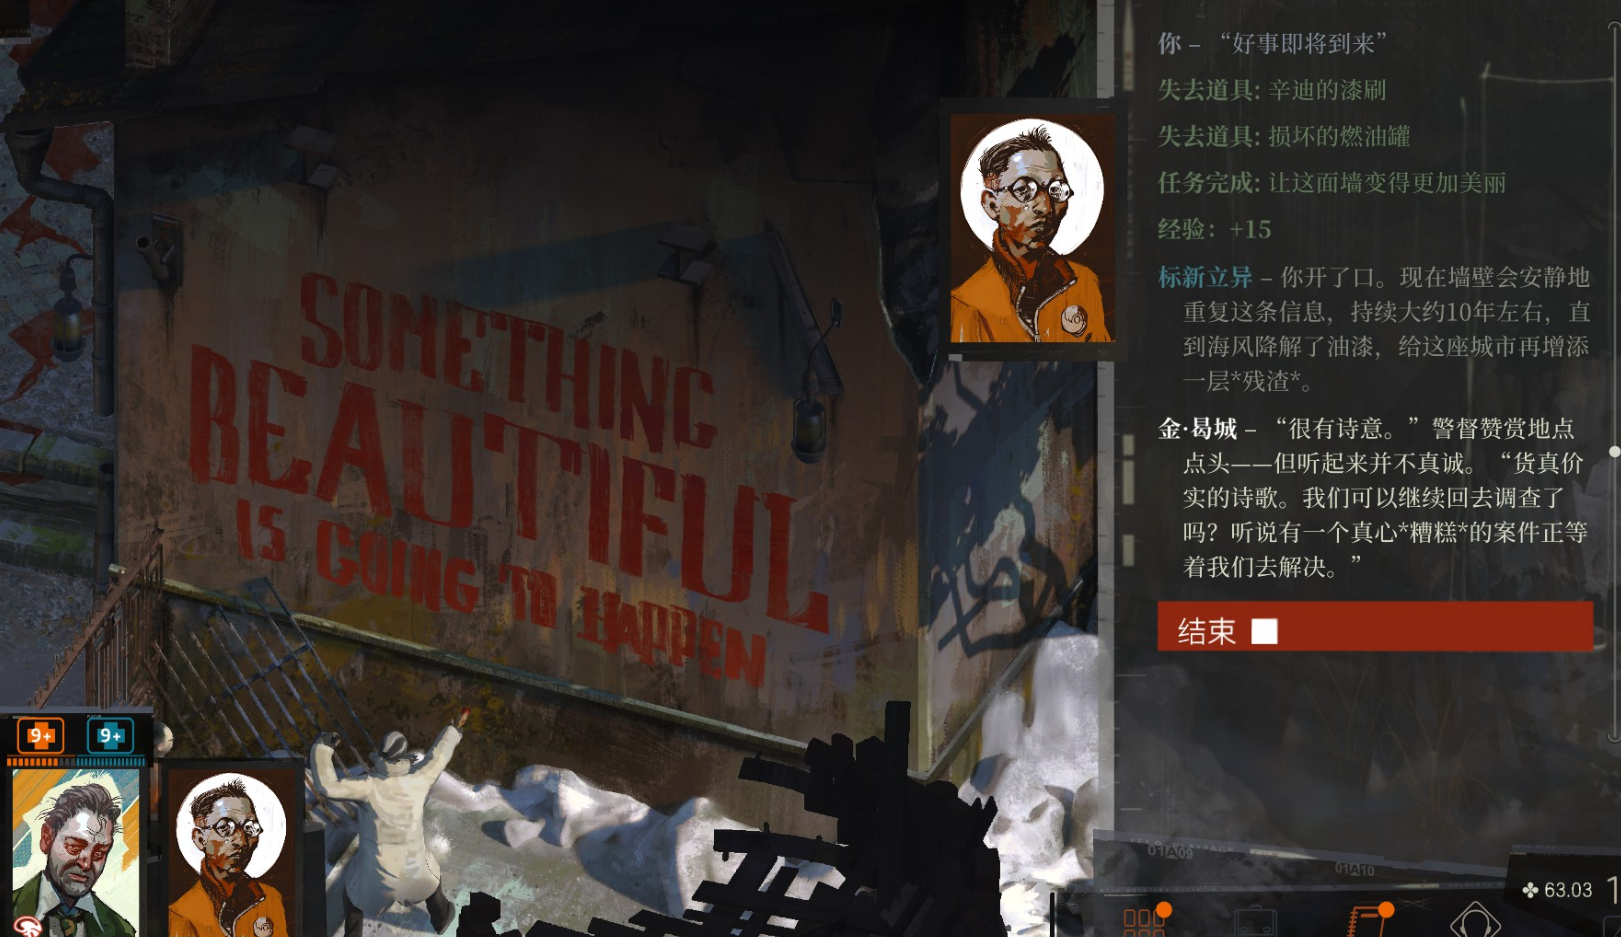 你 – “好事即将到来”
失去道具: 辛迪的漆刷
失去道具: 损坏的燃油罐
任务完成: 让这面墙变得更加美丽
经验: +15
标新立异 – 你开了口。现在墙壁会安静地
重复这条信息，持续大约10年左右，直
到海风降解了油漆，给这座城市再增添
一层*残渣*。
金·曷城 – “很有诗意。”警督赞赏地点
点头——但听起来并不真诚。“货真价
实的诗歌。我们可以继续回去调查了
吗？听说有一个真心*糟糕*的案件正等
着我们去解决。”
结束
SOMETHING
BEAUTIFUL
IS GOING TO HAPPEN
9+
9+
01A09
01A10
63.03